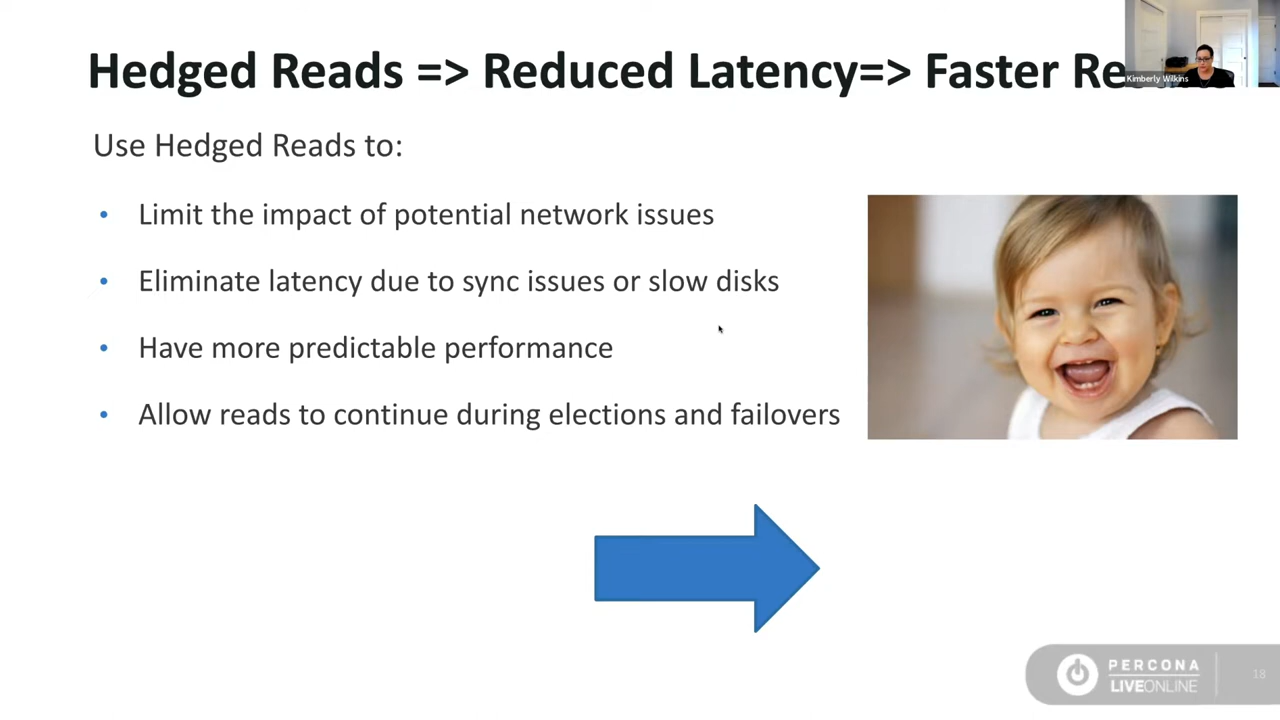 Hedged Reads => Reduced Latency=> Faster Re
Kimberly Wilkins
Use Hedged Reads to:
• Limit the impact of potential network issues
• Eliminate latency due to sync issues or slow disks
• Have more predictable performance
• Allow reads to continue during elections and failovers
PERCONA
LIVEONLINE
18